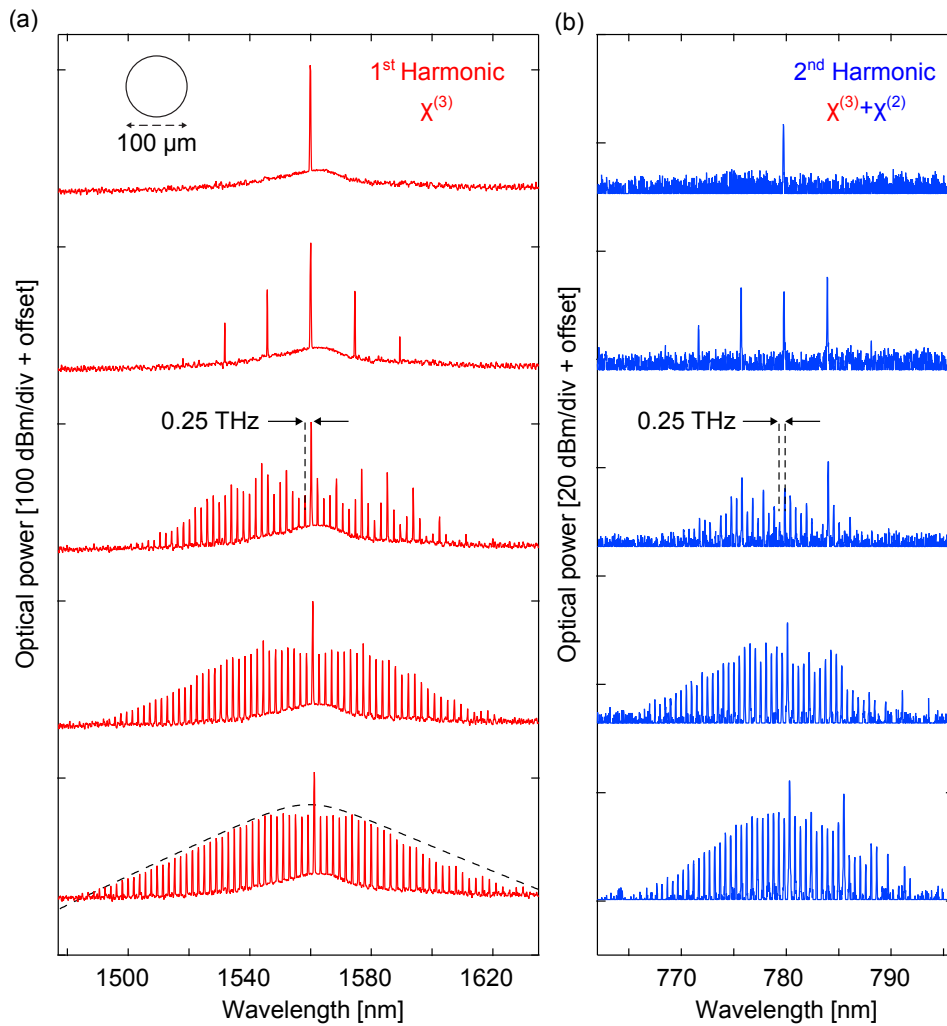 (a)
1st Harmonic
χ(3)
100 μm
0.25 THz
Optical power [100 dBm/div + offset]
1500 1540 1580 1620
Wavelength [nm]
(b)
2nd Harmonic
χ(3)+χ(2)
0.25 THz
Optical power [20 dBm/div + offset]
770 780 790
Wavelength [nm]